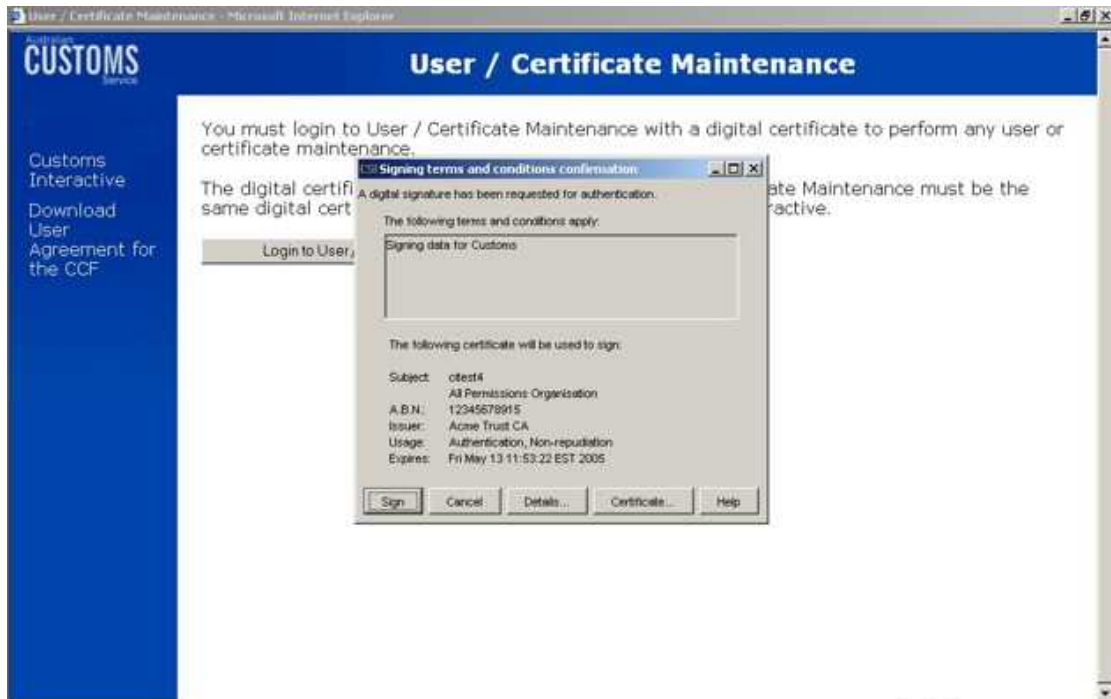 User / Certificate Maintenance - Microsoft Internet Explorer
Australian
CUSTOMS
Service
User / Certificate Maintenance
Customs
Interactive
Download
User
Agreement for
the CCF
You must login to User / Certificate Maintenance with a digital certificate to perform any user or
certificate maintenance.
The digital certifi
ate Maintenance must be the
same digital cert
ractive.
Login to User/
CSI Signing terms and conditions confirmation
A digital signature has been requested for authentication.
The following terms and conditions apply:
Signing data for Customs
The following certificate will be used to sign:
Subject: citest4
All Permissions Organisation
A.B.N.: 12345678915
Issuer: Acme Trust CA
Usage: Authentication, Non-repudiation
Expires: Fri May 13 11:53:22 EST 2005
Sign Cancel Details... Certificate... Help